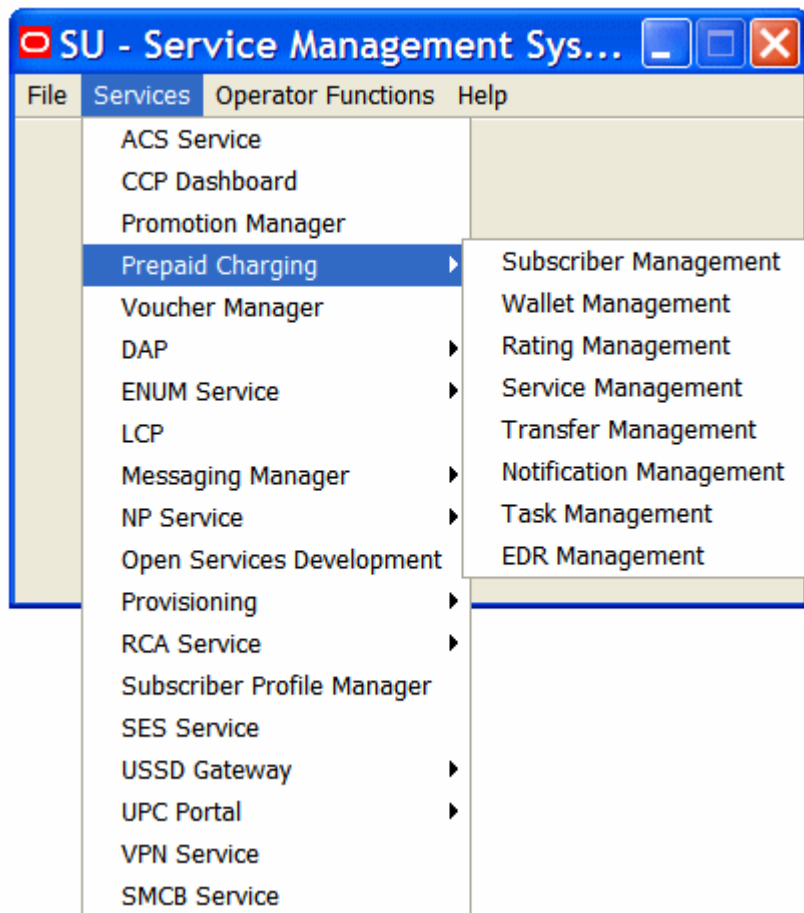 SU - Service Management Sys...
File Services Operator Functions Help
ACS Service
CCP Dashboard
Promotion Manager
Prepaid Charging
Voucher Manager
DAP
ENUM Service
LCP
Messaging Manager
NP Service
Open Services Development
Provisioning
RCA Service
Subscriber Profile Manager
SES Service
USSD Gateway
UPC Portal
VPN Service
SMCB Service
Subscriber Management
Wallet Management
Rating Management
Service Management
Transfer Management
Notification Management
Task Management
EDR Management